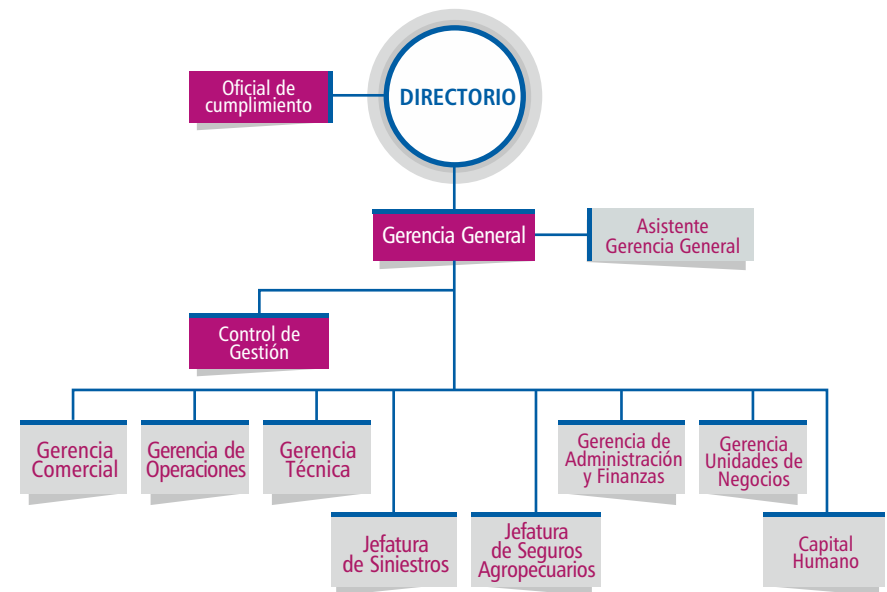 Oficial de
cumplimiento
DIRECTORIO
Gerencia General
Asistente
Gerencia General
Control de
Gestión
Gerencia
Comercial
Gerencia de
Operaciones
Gerencia
Técnica
Gerencia de
Administración
y Finanzas
Gerencia
Unidades de
Negocios
Jefatura
de Siniestros
Jefatura
de Seguros
Agropecuarios
Capital
Humano